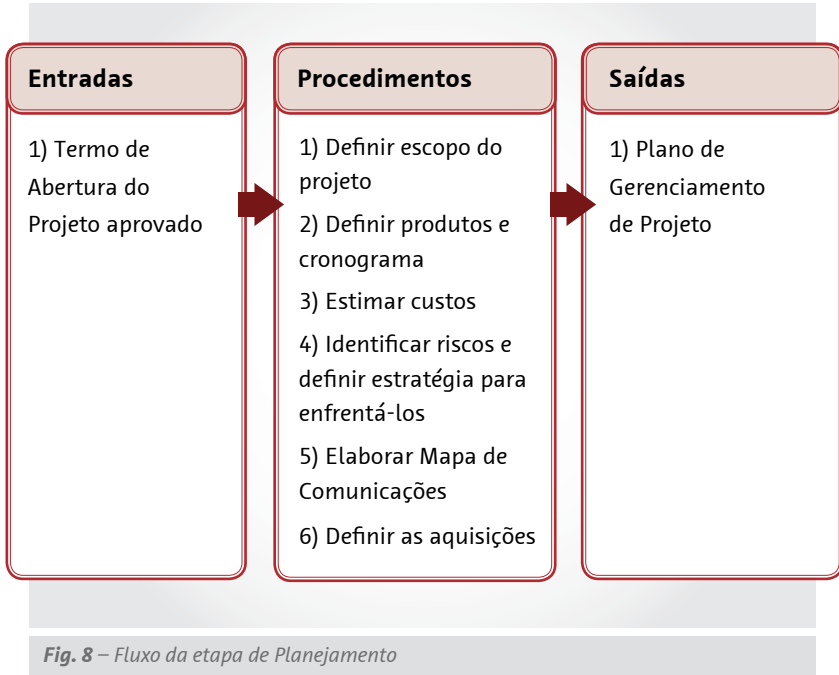 Entradas
1) Termo de
Abertura do
Projeto aprovado
Procedimentos
1) Definir escopo do
projeto
2) Definir produtos e
cronograma
3) Estimar custos
4) Identificar riscos e
definir estratégia para
enfrentá-los
5) Elaborar Mapa de
Comunicações
6) Definir as aquisições
Saídas
1) Plano de
Gerenciamento
de Projeto
Fig. 8 – Fluxo da etapa de Planejamento